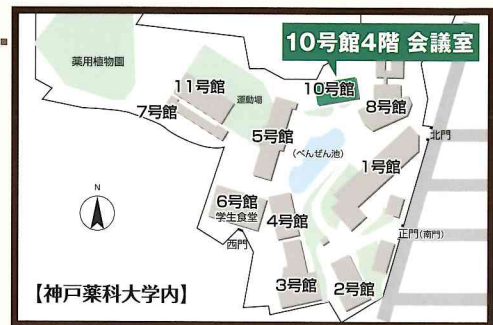 10号館4階 会議室
薬用植物園
11号館
運動場
10号館
7号館
8号館
5号館
北門
(べんぜん池)
1号館
N
6号館
学生食堂
4号館
正門(南門)
西門
3号館
2号館
【神戸薬科大学内】